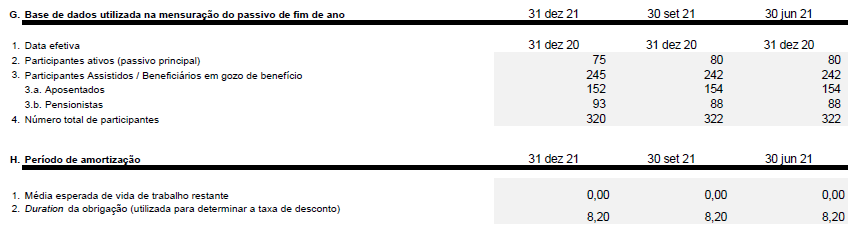 G. Base de dados utilizada na mensuração do passivo de fim de ano 31 dez 21 30 set 21 30 jun 21
1. Data efetiva 31 dez 20 31 dez 20 31 dez 20
2. Participantes ativos (passivo principal) 75 80 80
3. Participantes Assistidos / Beneficiários em gozo de benefício 245 242 242
3.a. Aposentados 152 154 154
3.b. Pensionistas 93 88 88
4. Número total de participantes 320 322 322
H. Período de amortização 31 dez 21 30 set 21 30 jun 21
1. Média esperada de vida de trabalho restante 0,00 0,00 0,00
2. Duration da obrigação (utilizada para determinar a taxa de desconto) 8,20 8,20 8,20